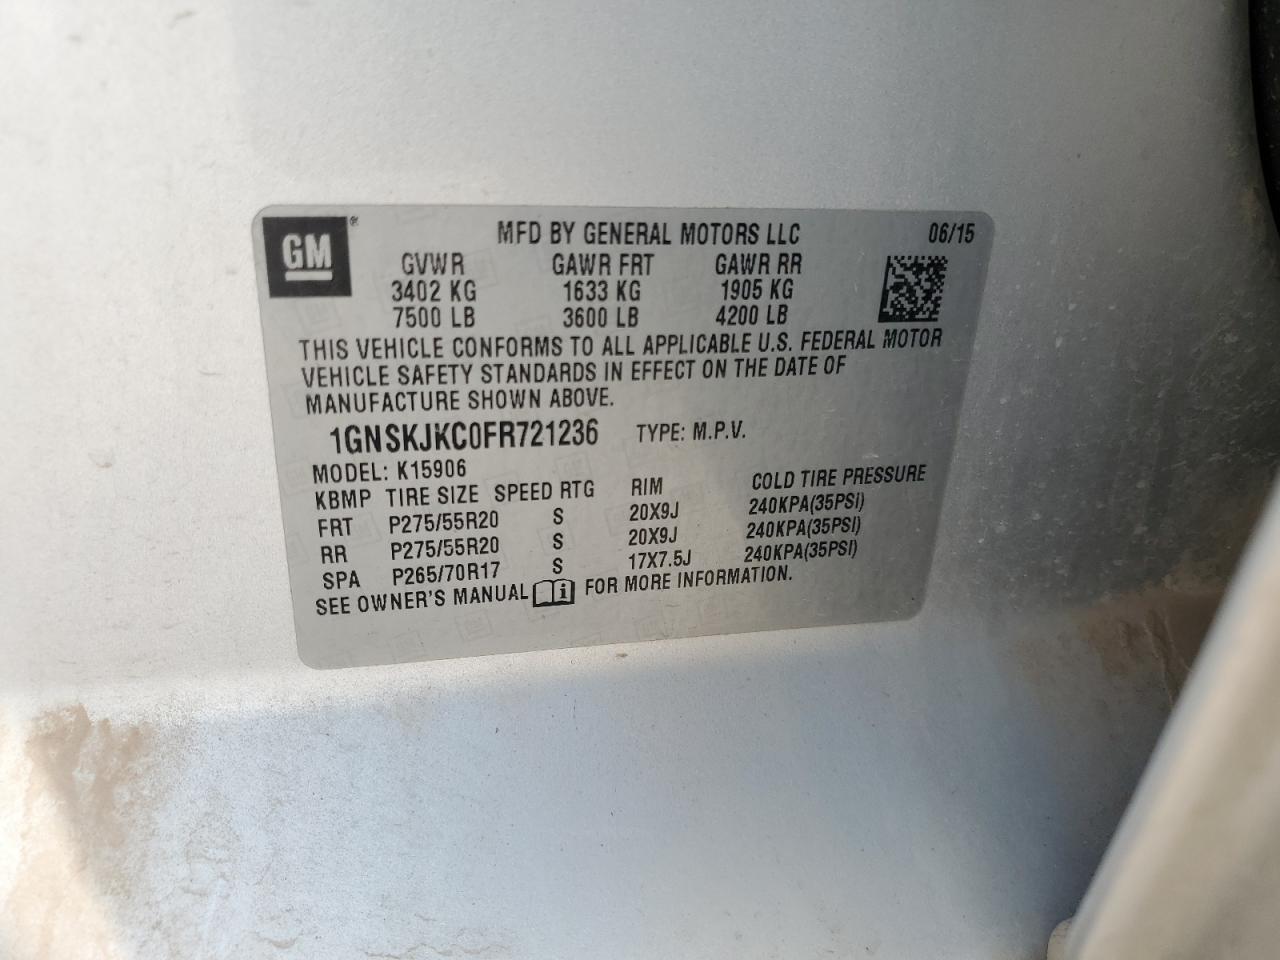 GM ®
MFD BY GENERAL MOTORS LLC 06/15
GVWR GAWR FRT GAWR RR
3402 KG 1633 KG 1905 KG
7500 LB 3600 LB 4200 LB
THIS VEHICLE CONFORMS TO ALL APPLICABLE U.S. FEDERAL MOTOR
VEHICLE SAFETY STANDARDS IN EFFECT ON THE DATE OF
MANUFACTURE SHOWN ABOVE.
1GNSKJKC0FR721236 TYPE: M.P.V.
MODEL: K15906
KBMP TIRE SIZE SPEED RTG RIM COLD TIRE PRESSURE
FRT P275/55R20 S 20X9J 240KPA(35PSI)
RR P275/55R20 S 20X9J 240KPA(35PSI)
SPA P265/70R17 S 17X7.5J 240KPA(35PSI)
SEE OWNER'S MANUAL i FOR MORE INFORMATION.